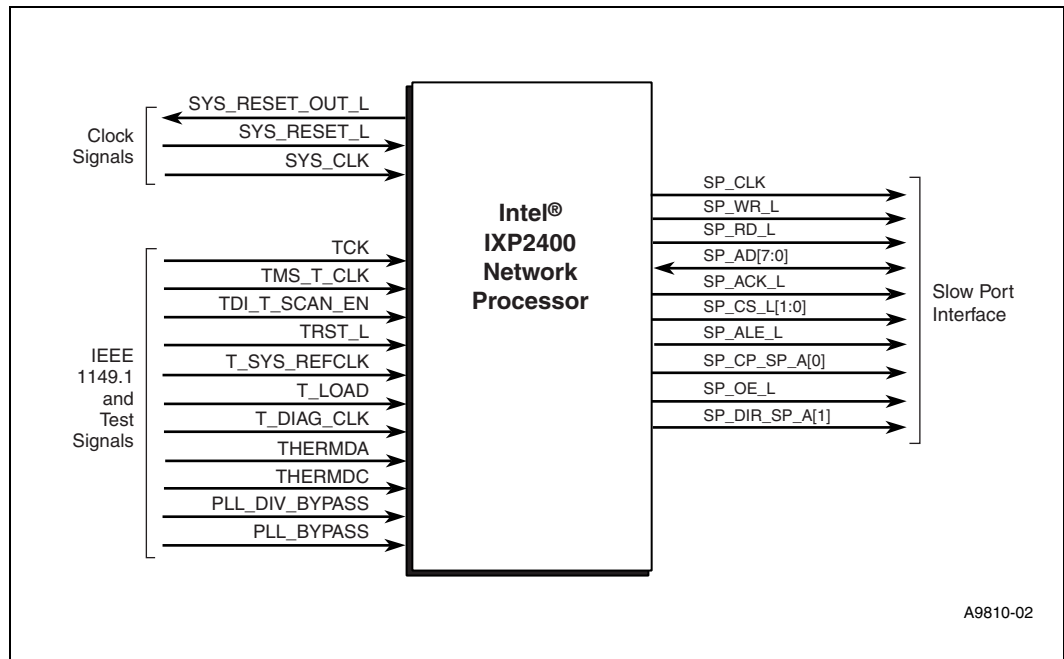 SYS_RESET_OUT_L
SYS_RESET_L
SYS_CLK
Clock
Signals
TCK
TMS_T_CLK
TDI_T_SCAN_EN
TRST_L
T_SYS_REFCLK
T_LOAD
T_DIAG_CLK
THERMDA
THERMDC
PLL_DIV_BYPASS
PLL_BYPASS
IEEE
1149.1
and
Test
Signals
Intel®
IXP2400
Network
Processor
SP_CLK
SP_WR_L
SP_RD_L
SP_AD[7:0]
SP_ACK_L
SP_CS_L[1:0]
SP_ALE_L
SP_CP_SP_A[0]
SP_OE_L
SP_DIR_SP_A[1]
Slow Port
Interface
A9810-02